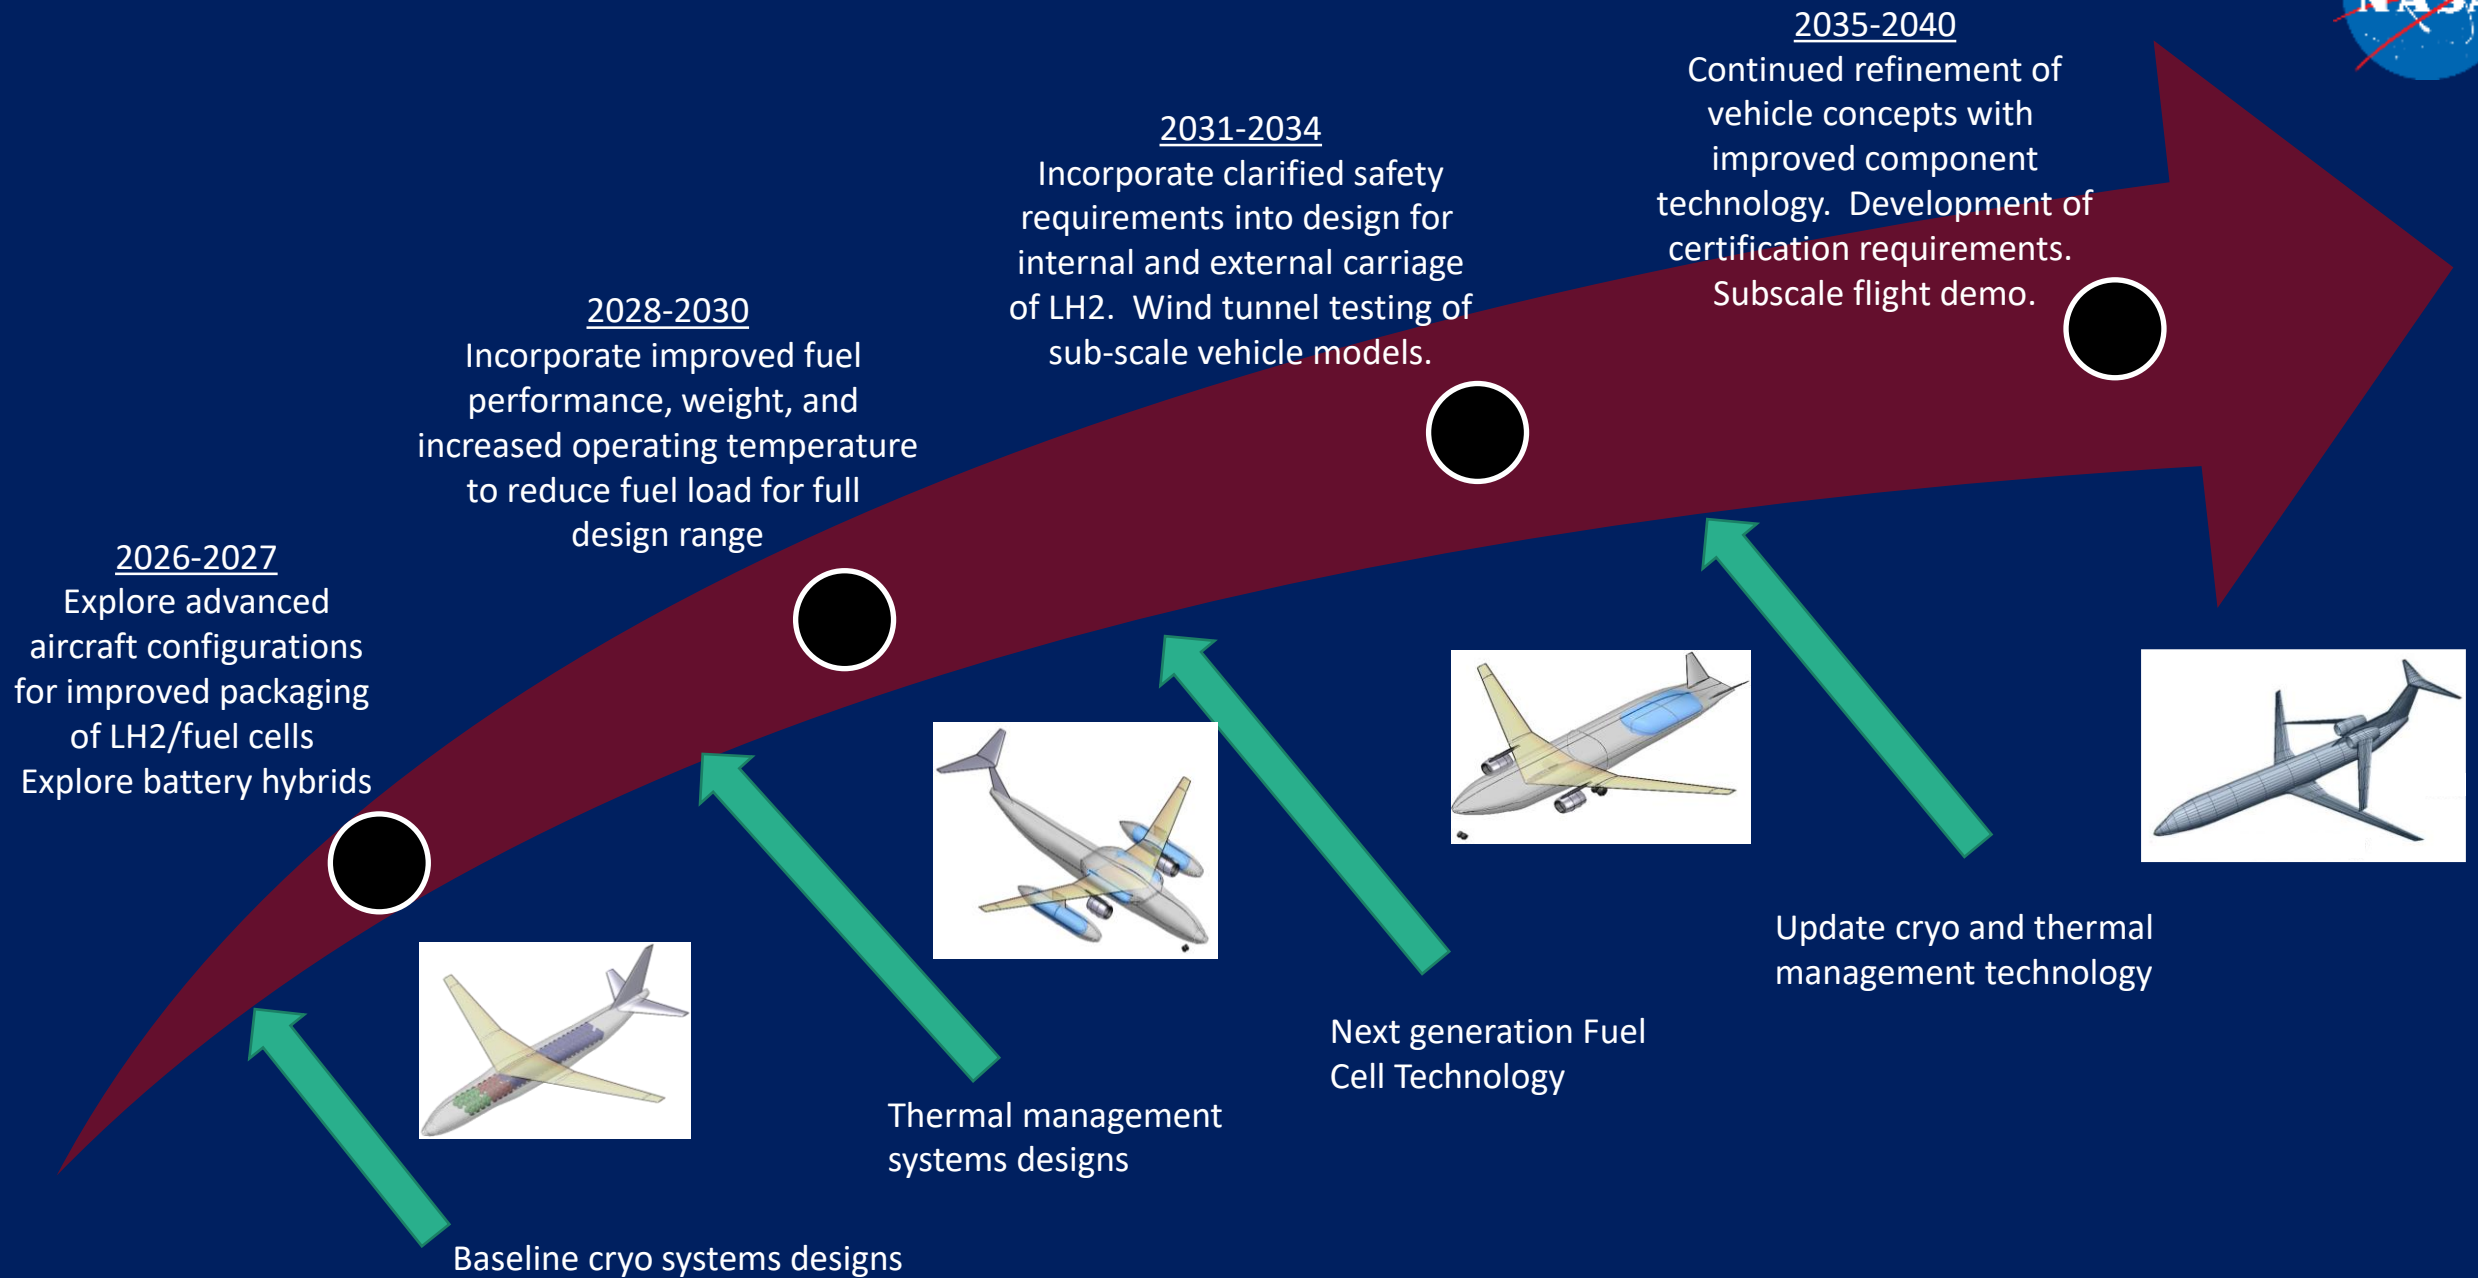 NASA
2035-2040
Continued refinement of
vehicle concepts with
improved component
technology.  Development of
certification requirements.
Subscale flight demo.
2031-2034
Incorporate clarified safety
requirements into design for
internal and external carriage
of LH2.  Wind tunnel testing of
sub-scale vehicle models.
2028-2030
Incorporate improved fuel
performance, weight, and
increased operating temperature
to reduce fuel load for full
design range
2026-2027
Explore advanced
aircraft configurations
for improved packaging
of LH2/fuel cells
Explore battery hybrids
Update cryo and thermal
management technology
Next generation Fuel
Cell Technology
Thermal management
systems designs
Baseline cryo systems designs